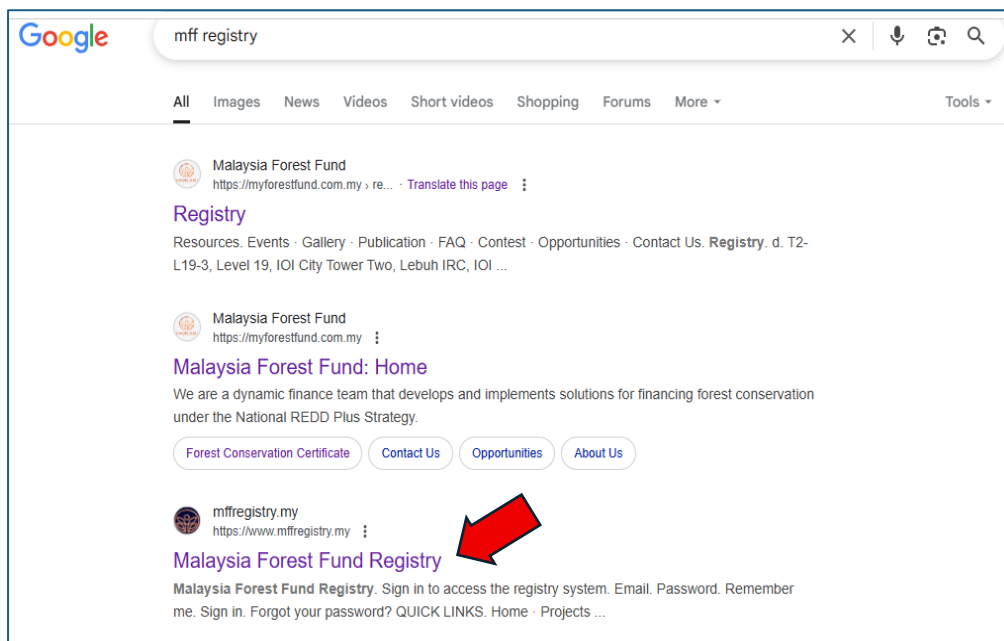 Google
mff registry
All Images News Videos Short videos Shopping Forums More Tools
Malaysia Forest Fund
https://myforestfund.com.my › re... · Translate this page
Registry
Resources. Events · Gallery · Publication · FAQ · Contest · Opportunities · Contact Us. Registry. d. T2-
L19-3, Level 19, IOI City Tower Two, Lebuh IRC, IOI ...
Malaysia Forest Fund
https://myforestfund.com.my
Malaysia Forest Fund: Home
We are a dynamic finance team that develops and implements solutions for financing forest conservation
under the National REDD Plus Strategy.
Forest Conservation Certificate Contact Us Opportunities About Us
mffregistry.my
https://www.mffregistry.my
Malaysia Forest Fund Registry
Malaysia Forest Fund Registry. Sign in to access the registry system. Email. Password. Remember
me. Sign in. Forgot your password? QUICK LINKS. Home · Projects ...